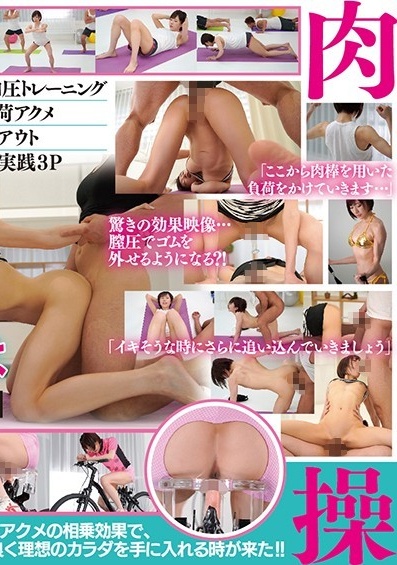 肉
圧トレーニング
荷アクメ
アウト
実践3P
「ここから肉棒を用いた
負荷をかけていきます…」
驚きの効果映像…
膣圧でゴムを
外せるようになる?!
「イキそうな時にさらに追い込んでいきましょう」
操
アクメの相乗効果で、
良く理想のカラダを手に入れる時が来た!!